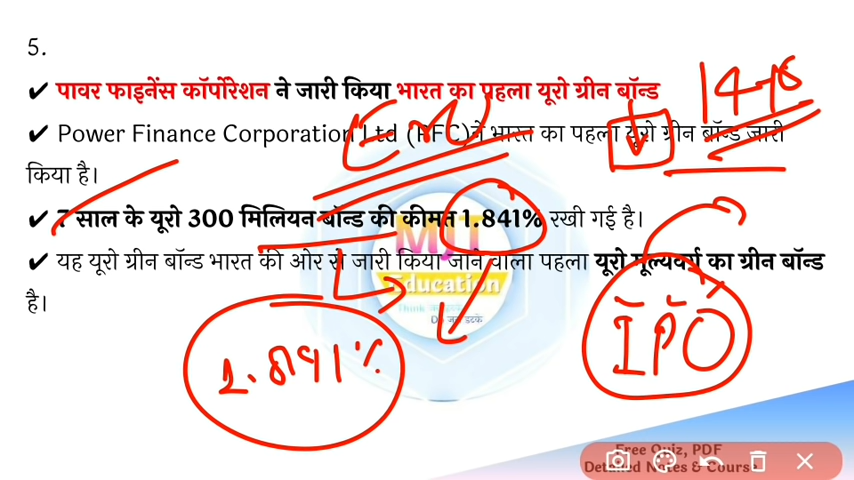 5.
✔ पावर फाइनेंस कॉर्पोरेशन ने जारी किया भारत का पहला यूरो ग्रीन बॉन्ड
✔ Power Finance Corporation Ltd (PFC)ने भारत का पहला यूरो ग्रीन बॉन्ड जारी
किया है।
✔ 7 साल के यूरो 300 मिलियन बॉन्ड की कीमत 1.841% रखी गई है।
✔ यह यूरो ग्रीन बॉन्ड भारत की ओर से जारी किया जाने वाला पहला यूरो मूल्यवर्ग का ग्रीन बॉन्ड
है।
MJT
Education
1.841%
IPO
Free Quiz, PDF
Detailed Notes & Course